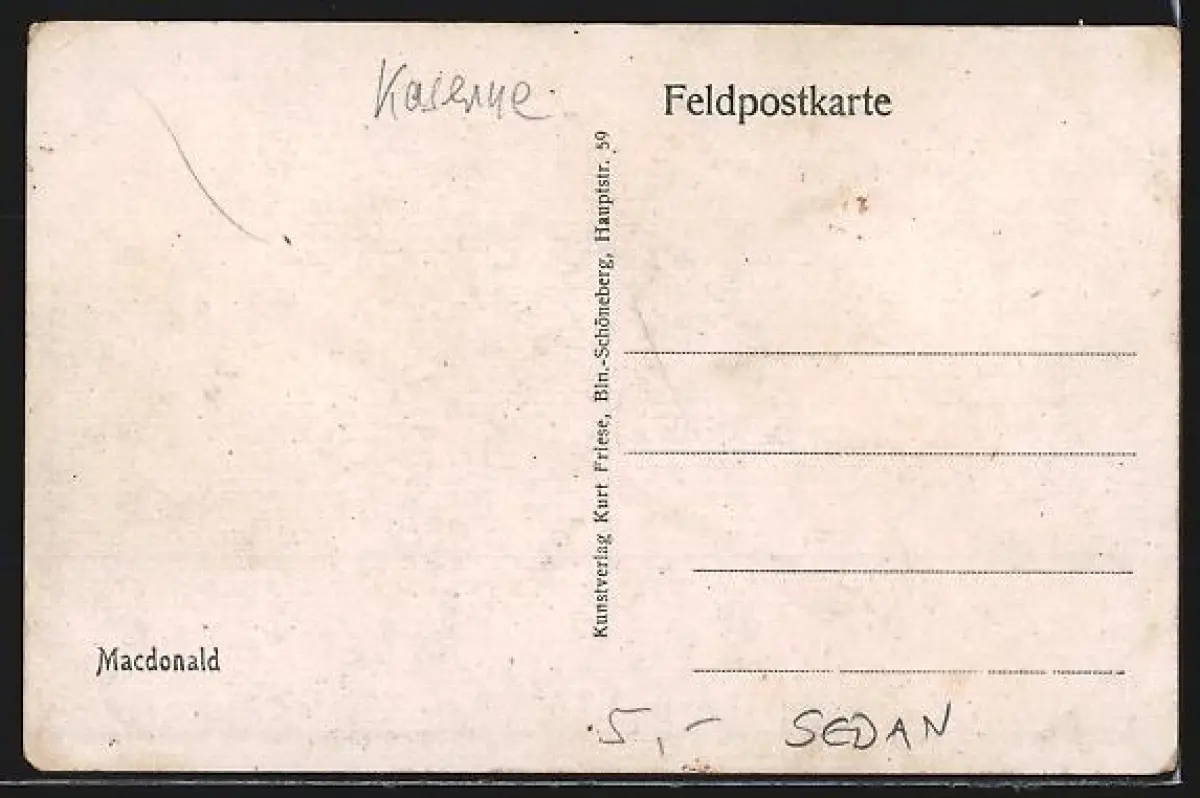 Kaserne
Feldpostkarte
Kunstverlag Kurt Friese, Bln.-Schöneberg, Hauptstr. 59
Macdonald
5,- SEDAN